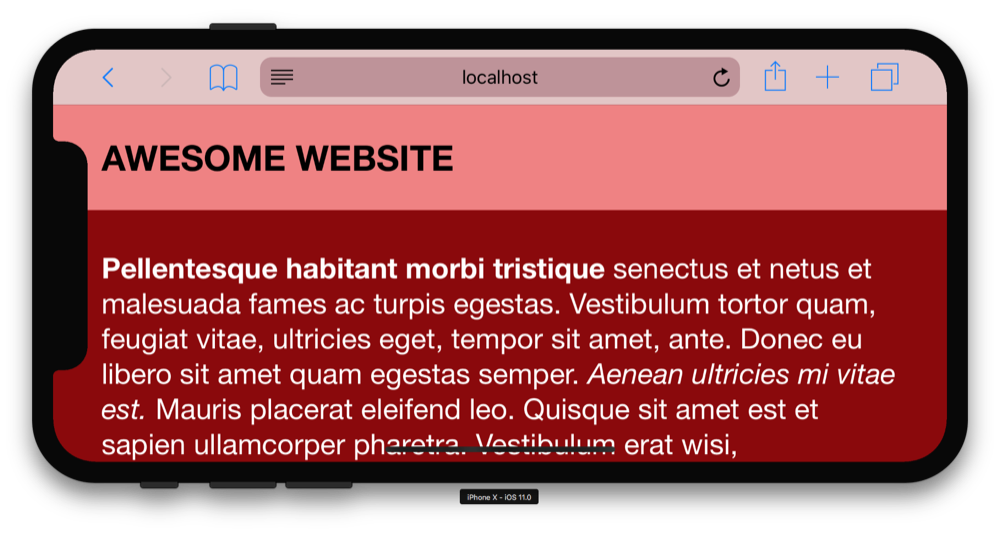 localhost
AWESOME WEBSITE
Pellentesque habitant morbi tristique senectus et netus et
malesuada fames ac turpis egestas. Vestibulum tortor quam,
feugiat vitae, ultricies eget, tempor sit amet, ante. Donec eu
libero sit amet quam egestas semper. Aenean ultricies mi vitae
est. Mauris placerat eleifend leo. Quisque sit amet est et
sapien ullamcorper pharetra. Vestibulum erat wisi,
iPhone X - iOS 11.0